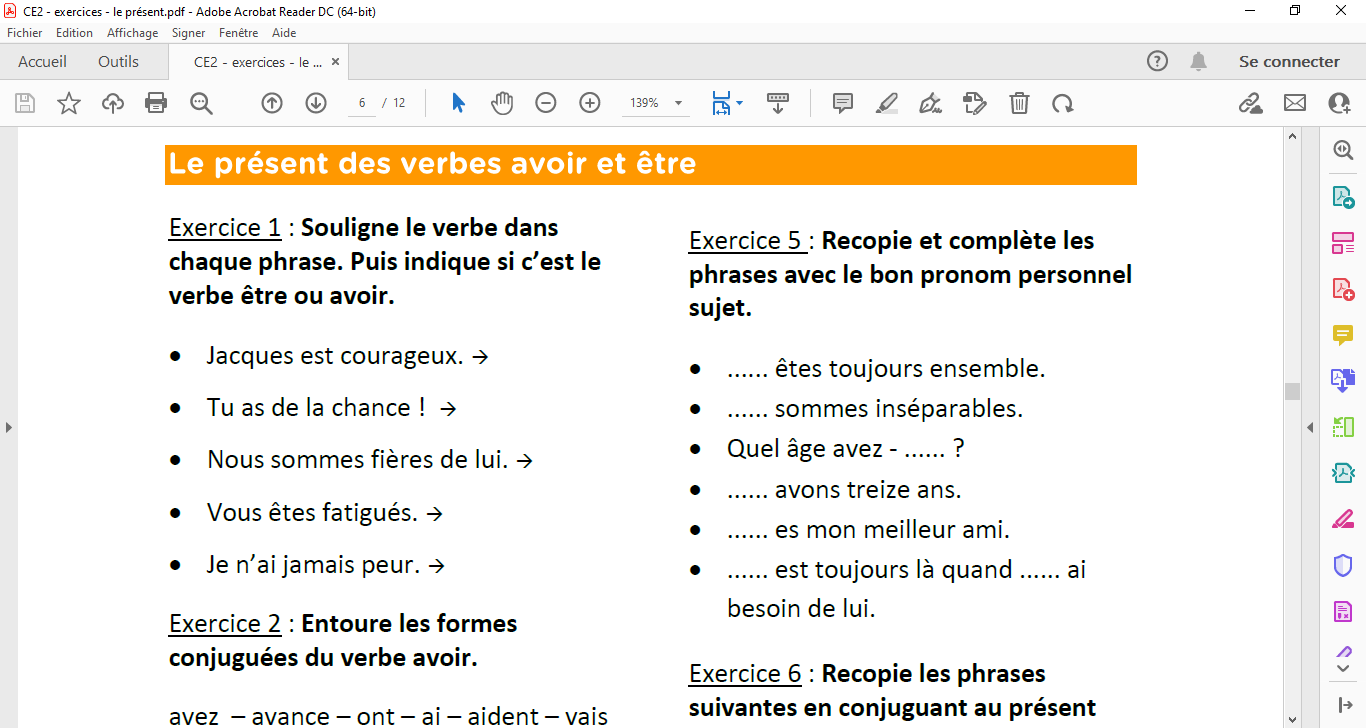 CE2 - exercices - le présent.pdf - Adobe Acrobat Reader DC (64-bit)
Fichier Edition Affichage Signer Fenêtre Aide
Accueil Outils CE2 - exercices - le ... × Se connecter
6 / 12 139%
Le présent des verbes avoir et être
Exercice 1 : Souligne le verbe dans
chaque phrase. Puis indique si c’est le
verbe être ou avoir.
• Jacques est courageux. →
• Tu as de la chance ! →
• Nous sommes fières de lui. →
• Vous êtes fatigués. →
• Je n’ai jamais peur. →
Exercice 2 : Entoure les formes
conjuguées du verbe avoir.
avez – avance – ont – ai – aident – vais
Exercice 5 : Recopie et complète les
phrases avec le bon pronom personnel
sujet.
• ...... êtes toujours ensemble.
• ...... sommes inséparables.
• Quel âge avez - ...... ?
• ...... avons treize ans.
• ...... es mon meilleur ami.
• ...... est toujours là quand ...... ai
besoin de lui.
Exercice 6 : Recopie les phrases
suivantes en conjuguant au présent